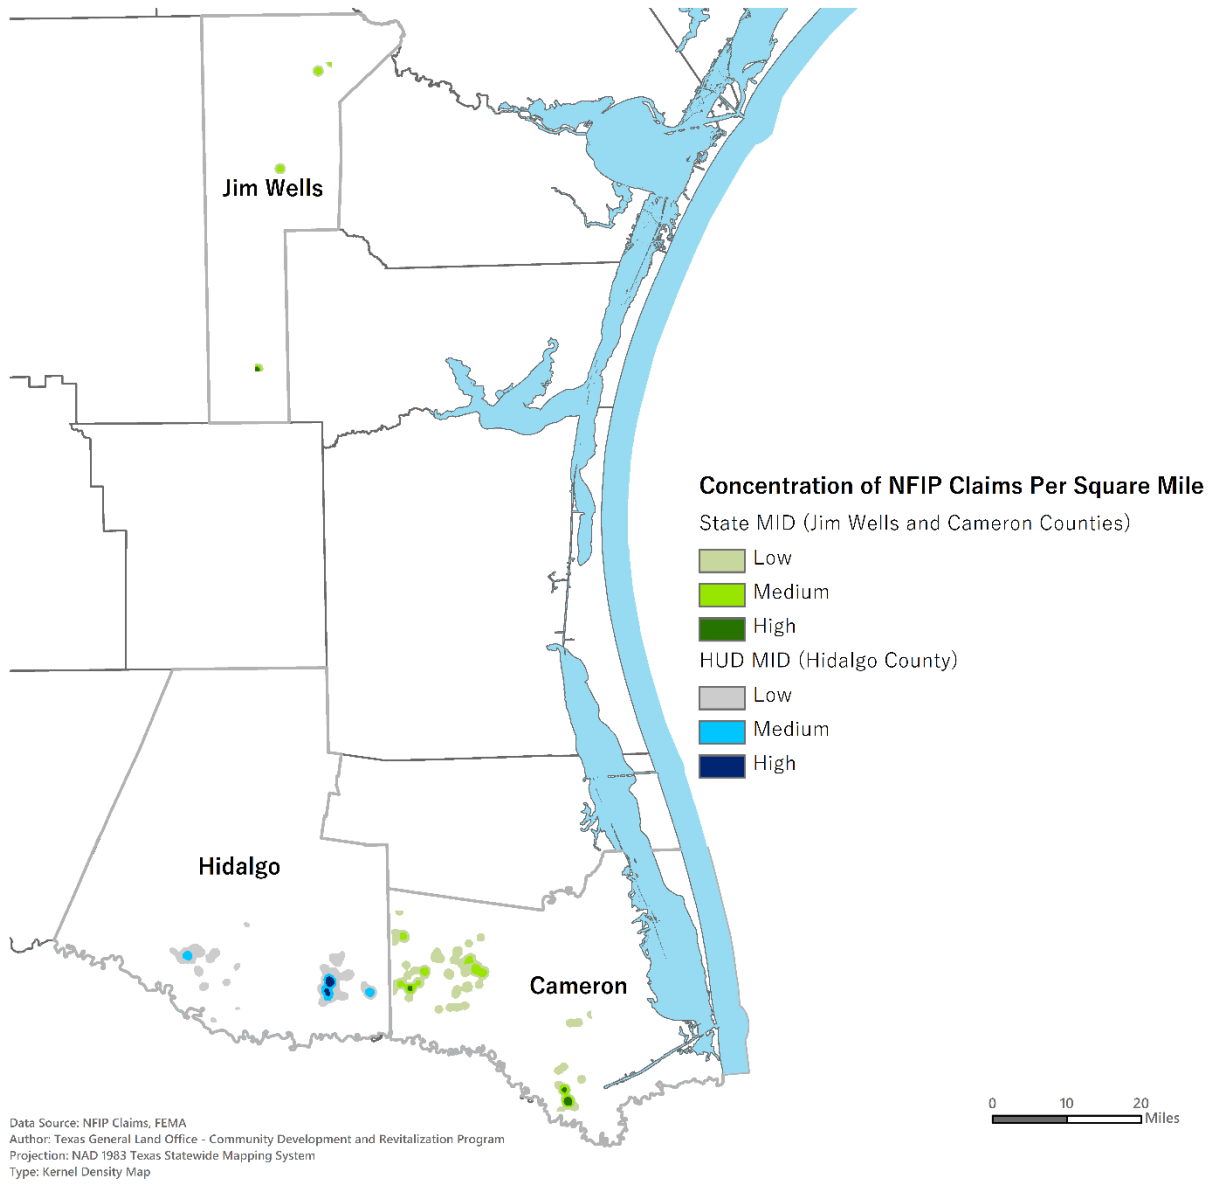 Jim Wells
Concentration of NFIP Claims Per Square Mile
State MID (Jim Wells and Cameron Counties)
Low
Medium
High
HUD MID (Hidalgo County)
Low
Medium
High
Hidalgo
Cameron
0 10 20
Miles
Data Source: NFIP Claims, FEMA
Author: Texas General Land Office - Community Development and Revitalization Program
Projection: NAD 1983 Texas Statewide Mapping System
Type: Kernel Density Map